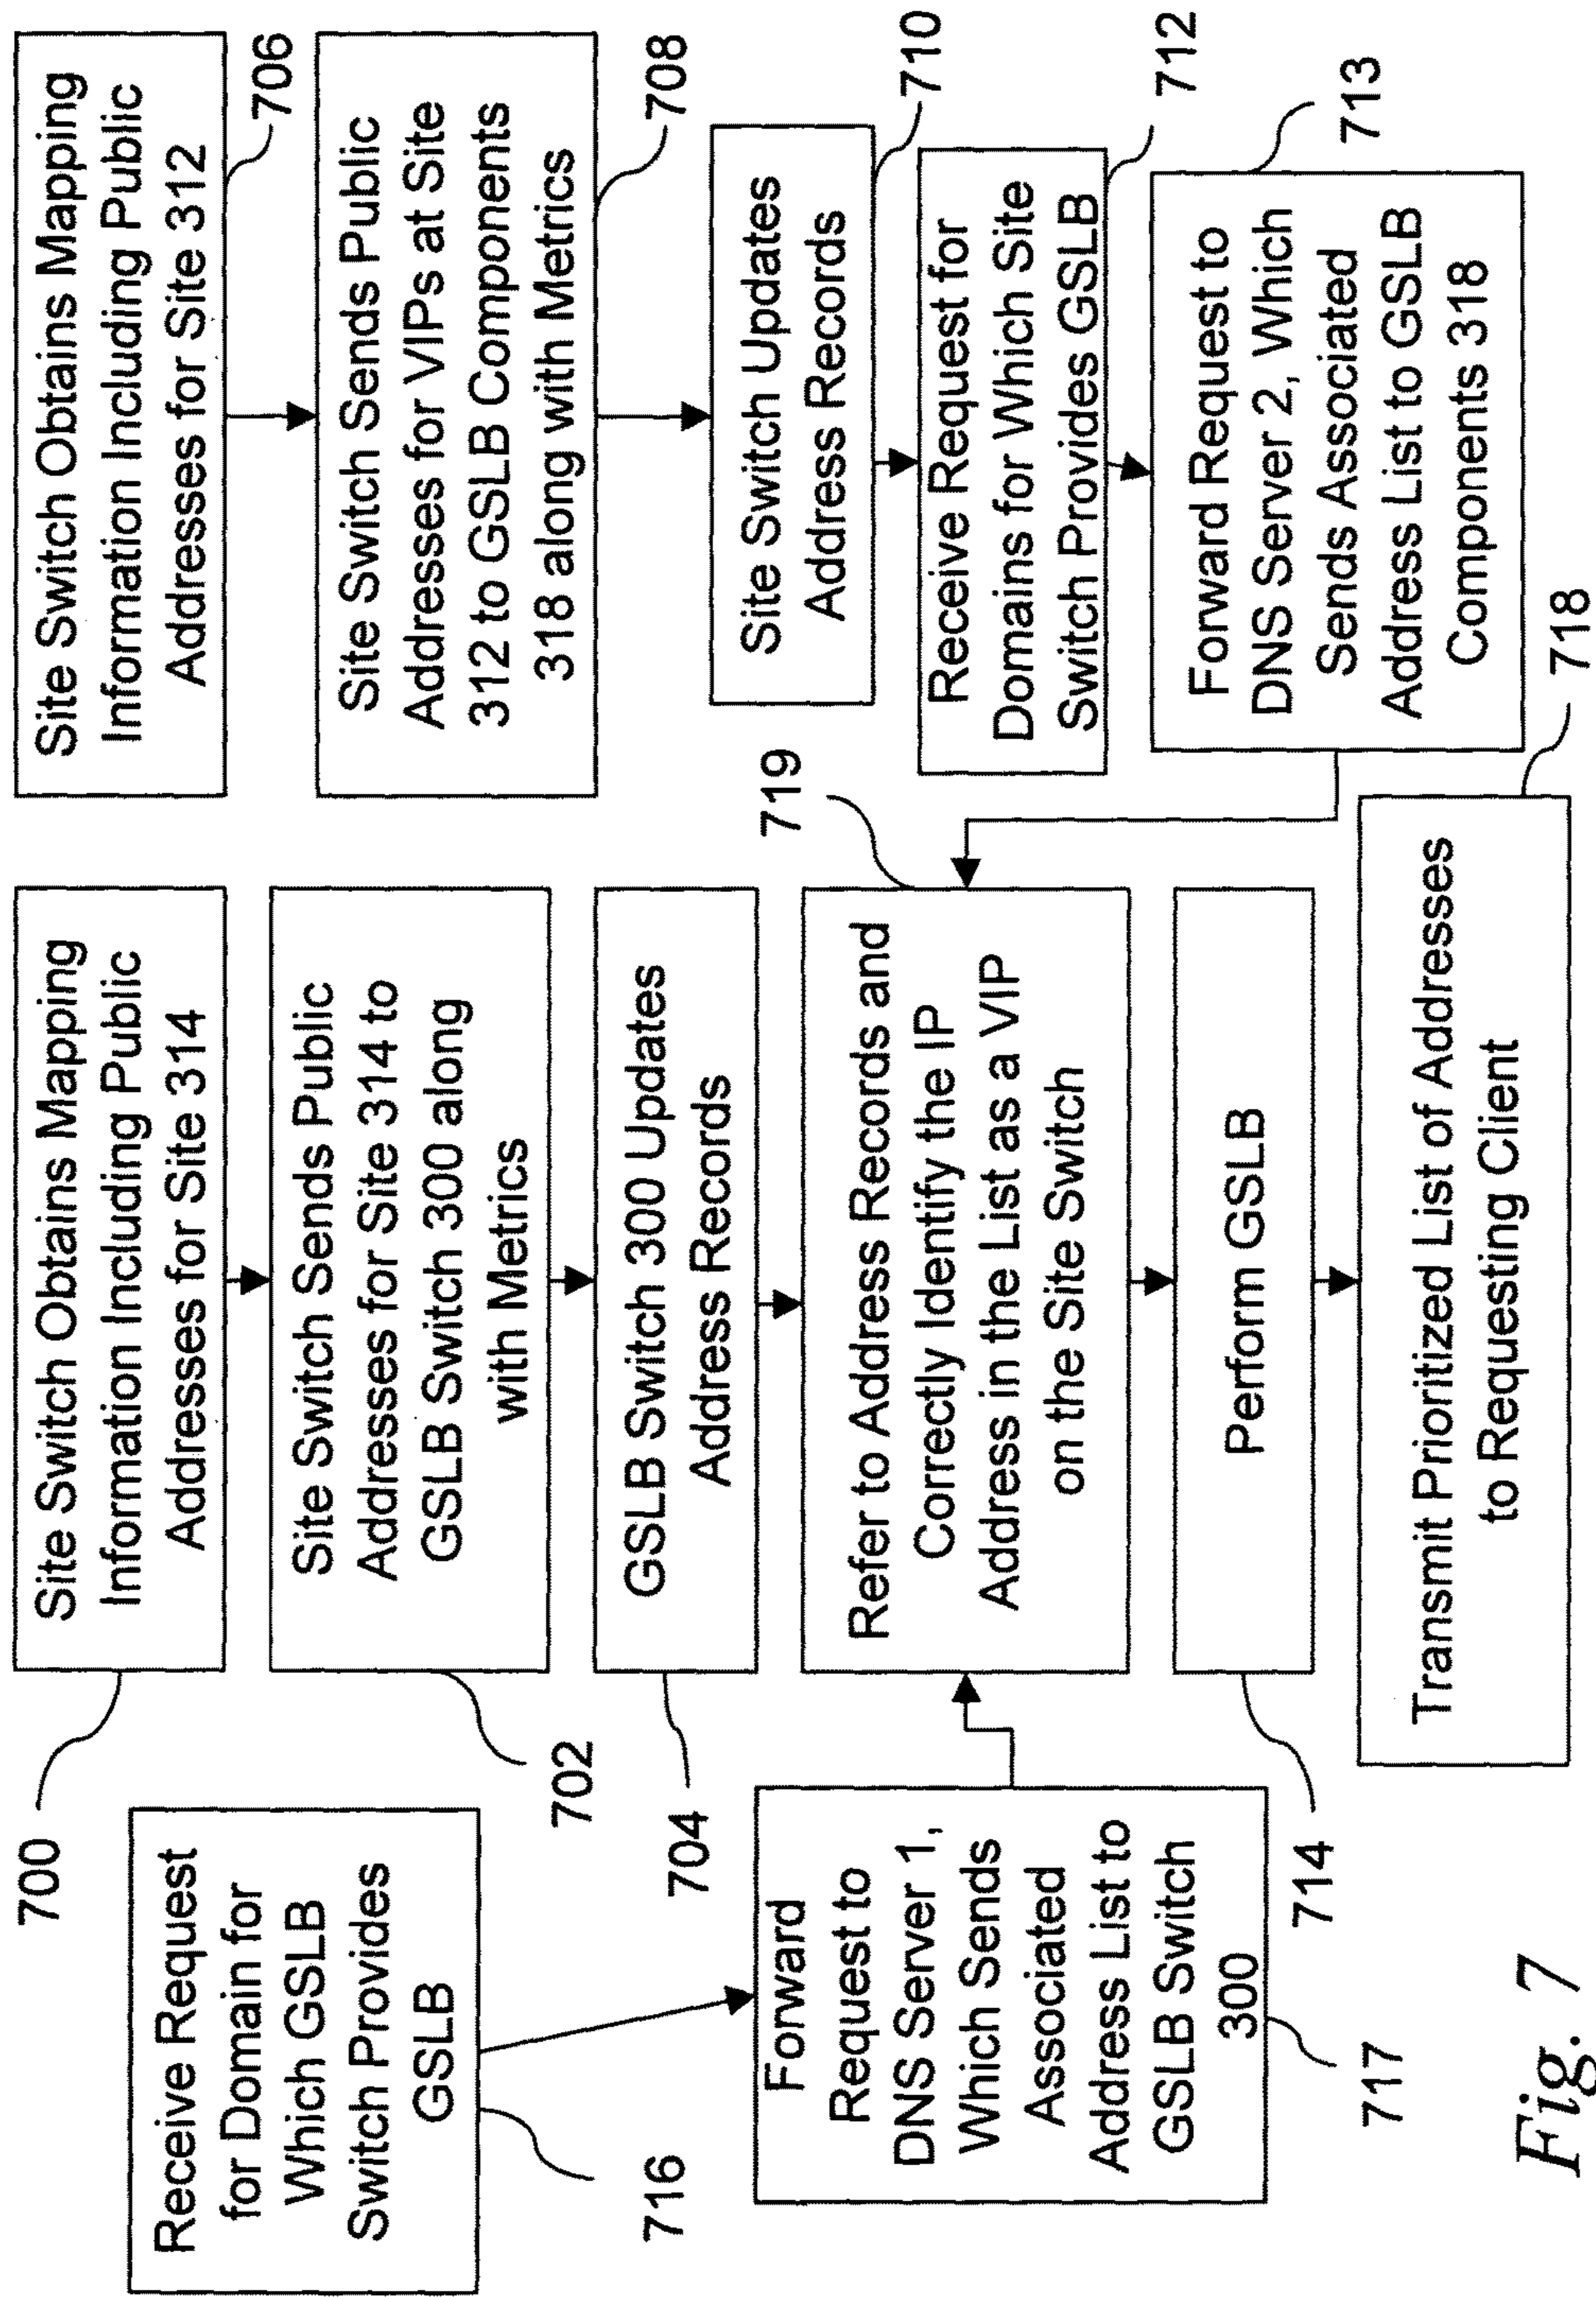 700
Site Switch Obtains Mapping
Information Including Public
Addresses for Site 314
Site Switch Obtains Mapping
Information Including Public
Addresses for Site 312
706
Receive Request
for Domain for
Which GSLB
Switch Provides
GSLB
716
702
Site Switch Sends Public
Addresses for Site 314 to
GSLB Switch 300 along
with Metrics
Site Switch Sends Public
Addresses for VIPs at Site
312 to GSLB Components
318 along with Metrics
708
704
GSLB Switch 300 Updates
Address Records
Site Switch Updates
Address Records
710
Forward
Request to
DNS Server 1,
Which Sends
Associated
Address List to
GSLB Switch
300
717
Refer to Address Records and
Correctly Identify the IP
Address in the List as a VIP
on the Site Switch
719
Receive Request for
Domains for Which Site
Switch Provides GSLB
712
714
Perform GSLB
Forward Request to
DNS Server 2, Which
Sends Associated
Address List to GSLB
Components 318
713
Transmit Prioritized List of Addresses
to Requesting Client
718
Fig. 7